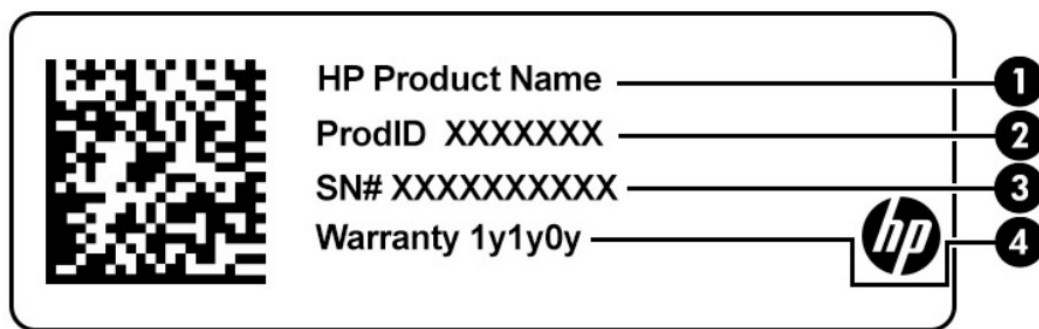 HP Product Name 1
ProdID XXXXXXX 2
SN# XXXXXXXXXX 3
Warranty 1y1y0y hp 4